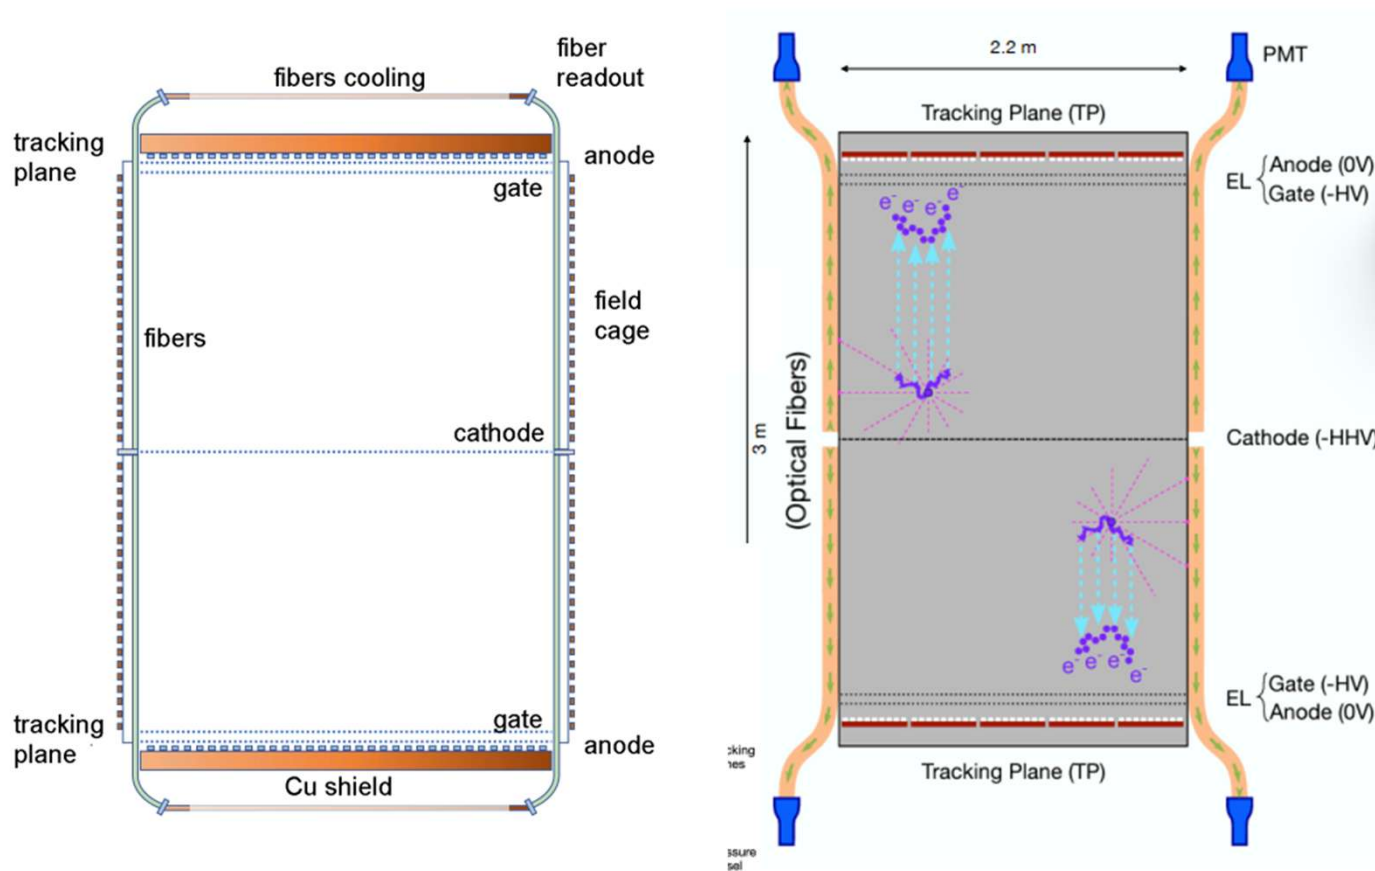 fiber
readout
fibers cooling
tracking
plane
anode
gate
field
cage
fibers
cathode
tracking
plane
gate
anode
Cu shield
2.2 m
PMT
Tracking Plane (TP)
EL
Anode (0V)
Gate (-HV)
e⁻ e⁻ e⁻ e⁻
3 m
(Optical Fibers)
Cathode (-HHV)
e⁻ e⁻ e⁻ e⁻
EL
Gate (-HV)
Anode (0V)
Tracking Plane (TP)